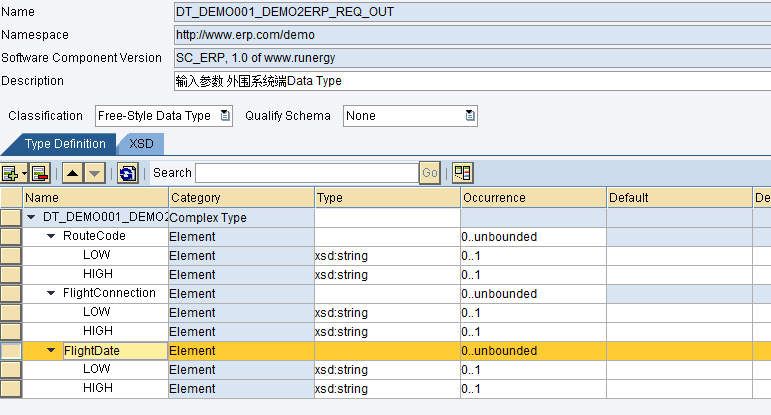 Name DT_DEMO001_DEMO2ERP_REQ_OUT
Namespace http://www.erp.com/demo
Software Component Version SC_ERP, 1.0 of www.runergy
Description 输入参数 外围系统端Data Type
Classification Free-Style Data Type Qualify Schema None
Type Definition XSD
Search Go
Name Category Type Occurrence Default De
DT_DEMO001_DEMO2 Complex Type
RouteCode Element 0..unbounded
LOW Element xsd:string 0..1
HIGH Element xsd:string 0..1
FlightConnection Element 0..unbounded
LOW Element xsd:string 0..1
HIGH Element xsd:string 0..1
FlightDate Element 0..unbounded
LOW Element xsd:string 0..1
HIGH Element xsd:string 0..1